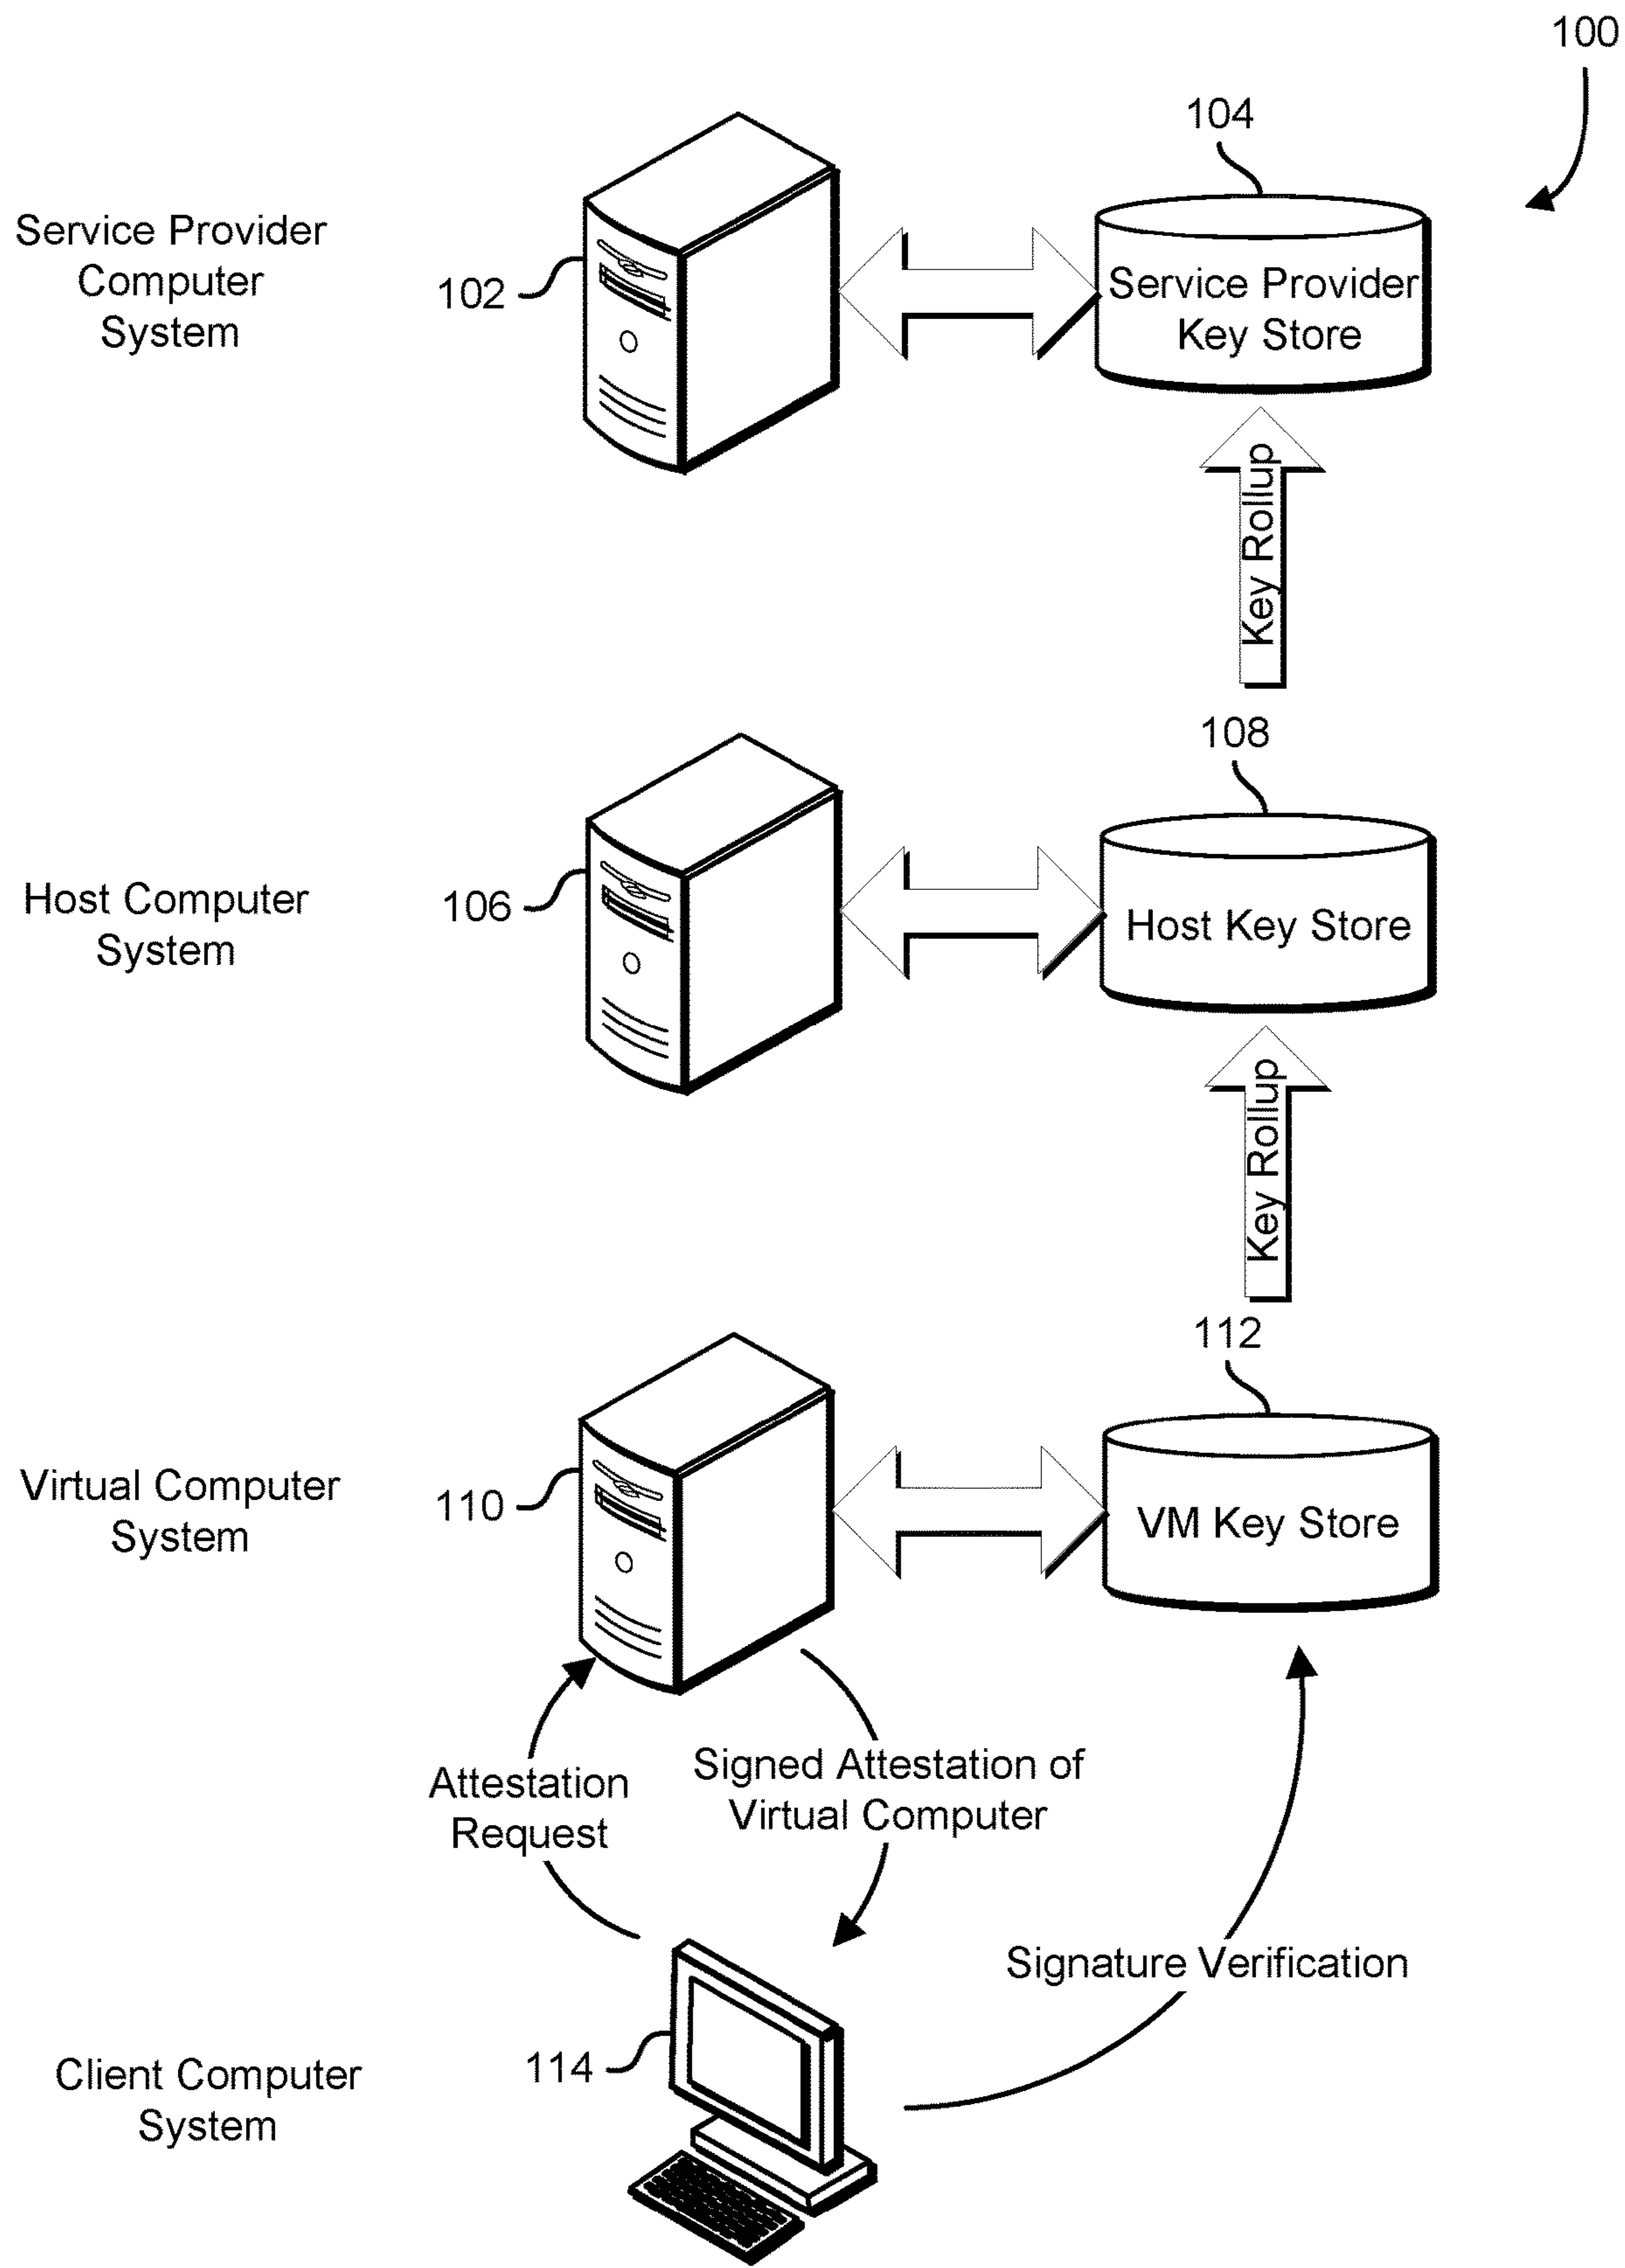 100
104
Service Provider
Computer
System
102
Service Provider
Key Store
Key Rollup
108
Host Computer
System
106
Host Key Store
Key Rollup
112
Virtual Computer
System
110
VM Key Store
Attestation
Request
Signed Attestation of
Virtual Computer
Signature Verification
Client Computer
System
114